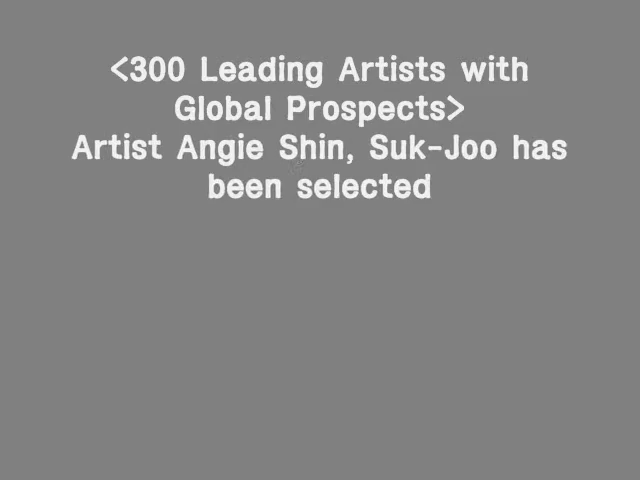 <300 Leading Artists with
Global Prospects>
Artist Angie Shin, Suk-Joo has
been selected